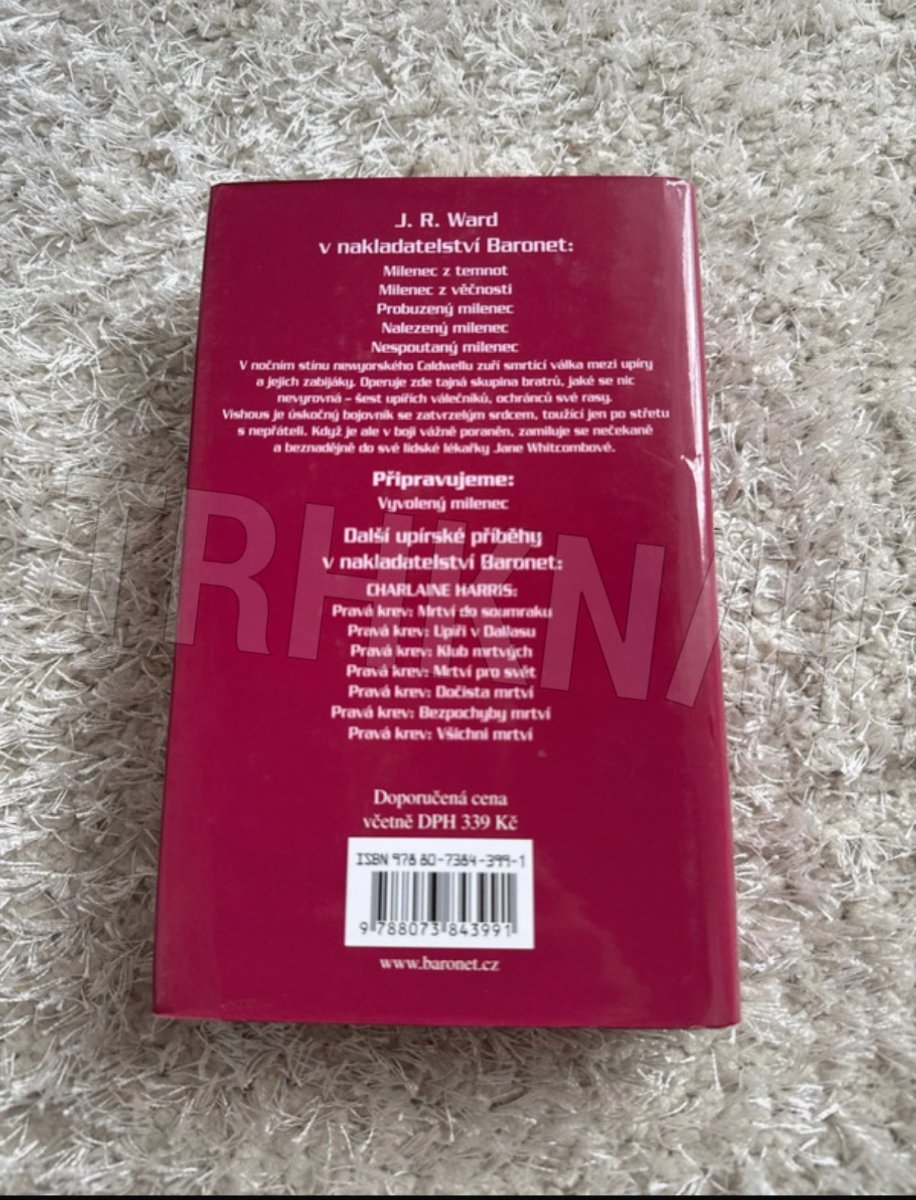 J. R. Ward
v nakladatelství Baronet:
Milenec z temnot
Milenec z věčnosti
Probuzený milenec
Nalezený milenec
Nespoutaný milenec
V nočním stínu newyorského Caldwellu zuří smrtící válka mezi upíry
a jejich zabijáky. Operuje zde tajná skupina bratrů, jaké se nic
nevyrovná – šest upířích válečníků, ochránců své rasy.
Vishous je úskočný bojovník se zatvrzelým srdcem, toužící jen po střetu
s nepřáteli. Když je ale v boji vážně poraněn, zamiluje se nečekaně
a beznadějně do své lidské lékařky Jane Whitcombové.
Připravujeme:
Vyvolený milenec
Další upírské příběhy
v nakladatelství Baronet:
CHARLAINE HARRIS:
Pravá krev: Mrtví do soumraku
Pravá krev: Upíři v Dallasu
Pravá krev: Klub mrtvých
Pravá krev: Mrtví pro svět
Pravá krev: Dočista mrtví
Pravá krev: Bezpochyby mrtví
Pravá krev: Všichni mrtví
Doporučená cena
včetně DPH 339 Kč
ISBN 978 80-7384-399-1
9 788073 843991
www.baronet.cz